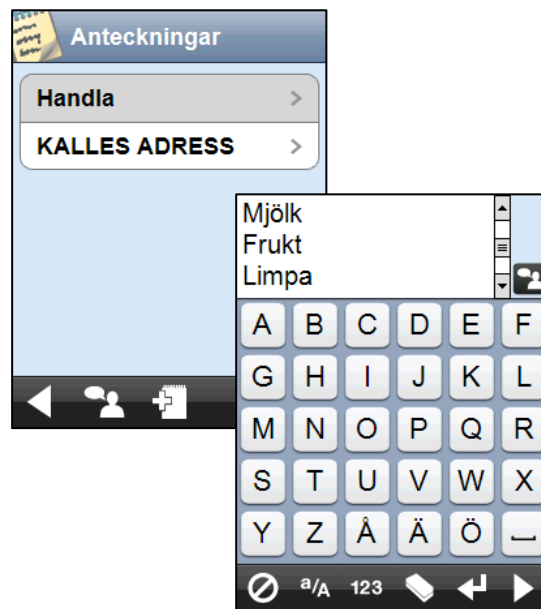 Anteckningar
Handla
KALLES ADRESS
Mjölk
Frukt
Limpa
A B C D E F
G H I J K L
M N O P Q R
S T U V W X
Y Z Å Ä Ö
a/A 123